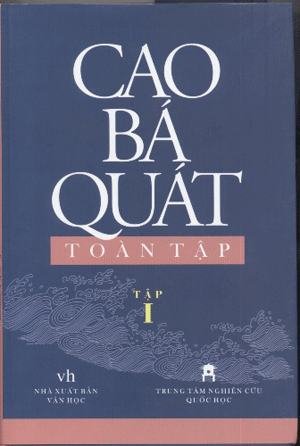 CAO
BÁ
QUÁT
TOÀN TẬP
TẬP
I
vh
NHÀ XUẤT BẢN
VĂN HỌC
TRUNG TÂM NGHIÊN CỨU
QUỐC HỌC